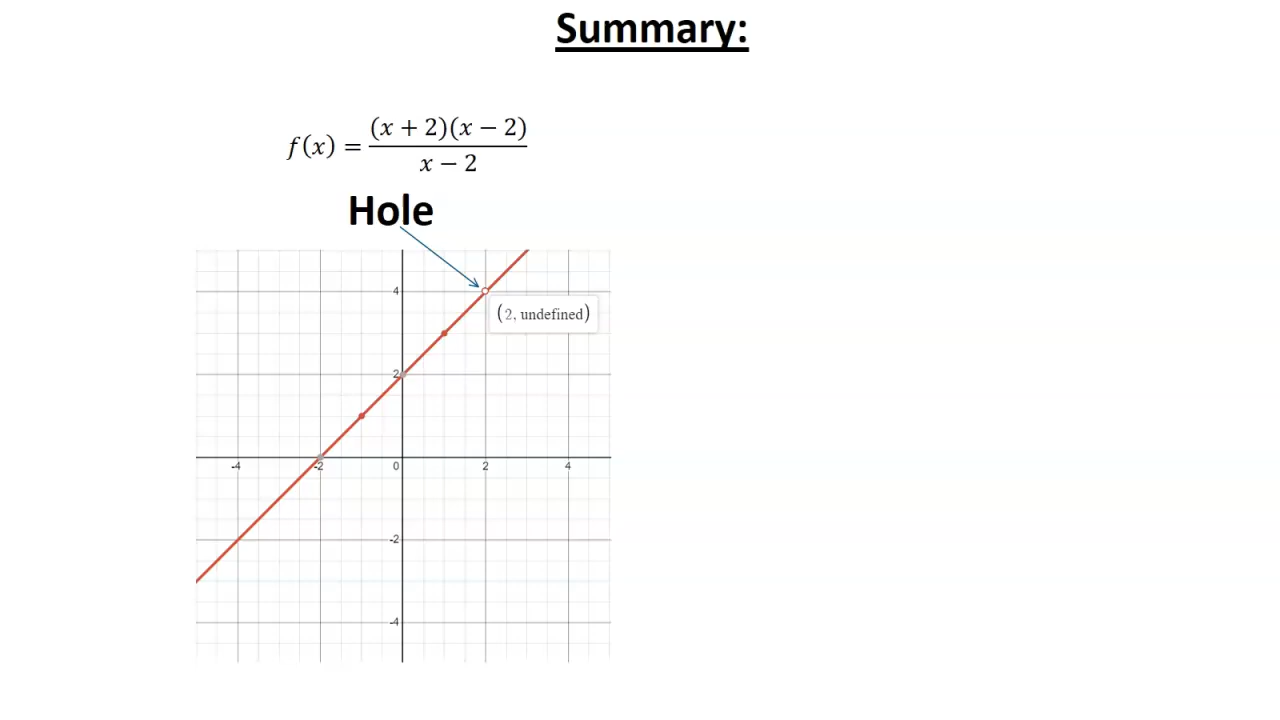 Summary:
f(x) = (x + 2)(x − 2)
x − 2
Hole
4
(2, undefined)
2
-4
-2
0
2
4
-2
-4